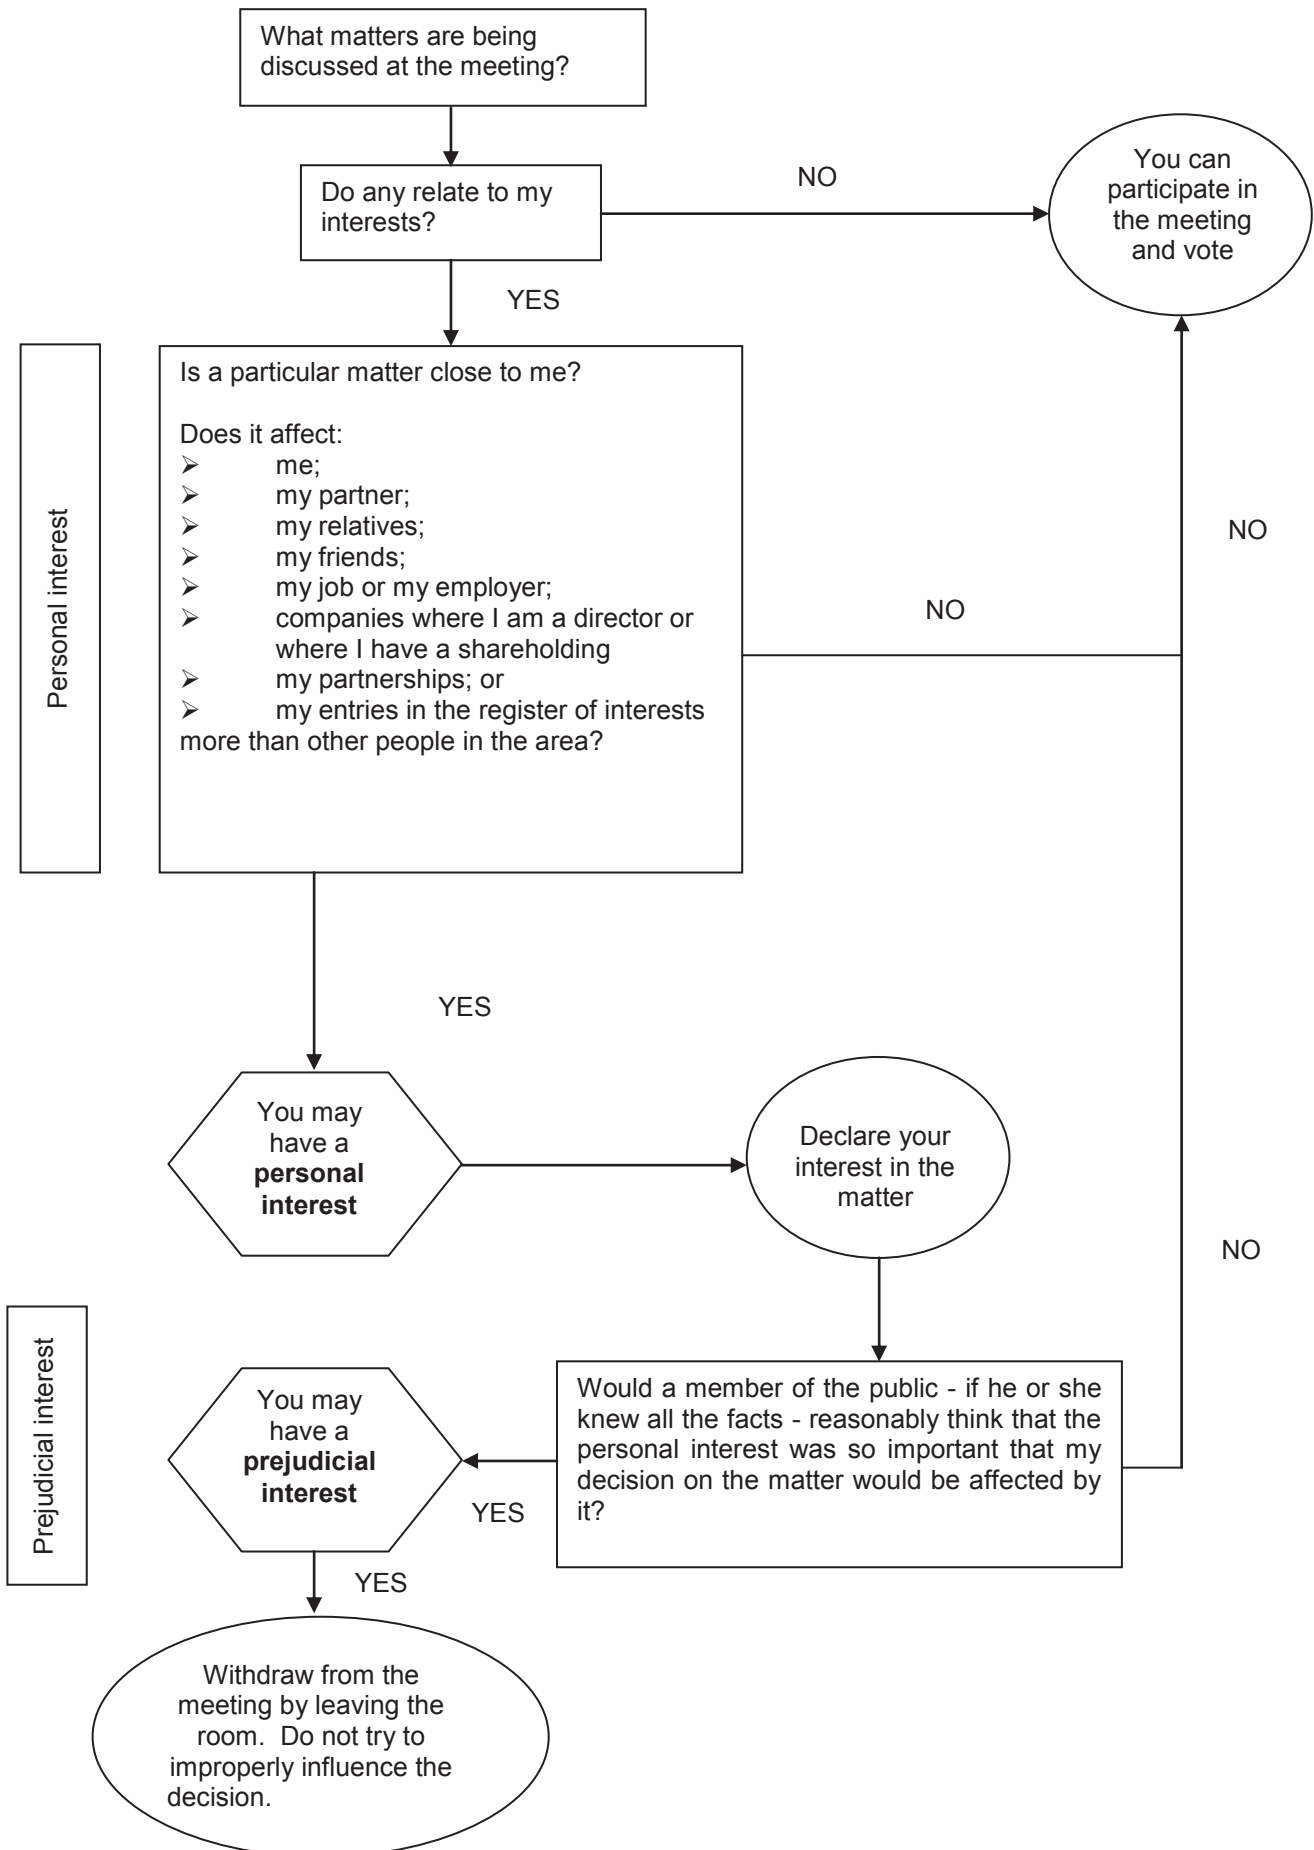 What matters are being
discussed at the meeting?
Do any relate to my
interests?
NO
You can
participate in
the meeting
and vote
YES
Personal interest
Is a particular matter close to me?
Does it affect:
➢ me;
➢ my partner;
➢ my relatives;
➢ my friends;
➢ my job or my employer;
➢ companies where I am a director or
where I have a shareholding
➢ my partnerships; or
➢ my entries in the register of interests
more than other people in the area?
NO
NO
YES
You may
have a
personal
interest
Declare your
interest in the
matter
NO
Prejudicial interest
You may
have a
prejudicial
interest
YES
Would a member of the public - if he or she
knew all the facts - reasonably think that the
personal interest was so important that my
decision on the matter would be affected by
it?
YES
Withdraw from the
meeting by leaving the
room.  Do not try to
improperly influence the
decision.